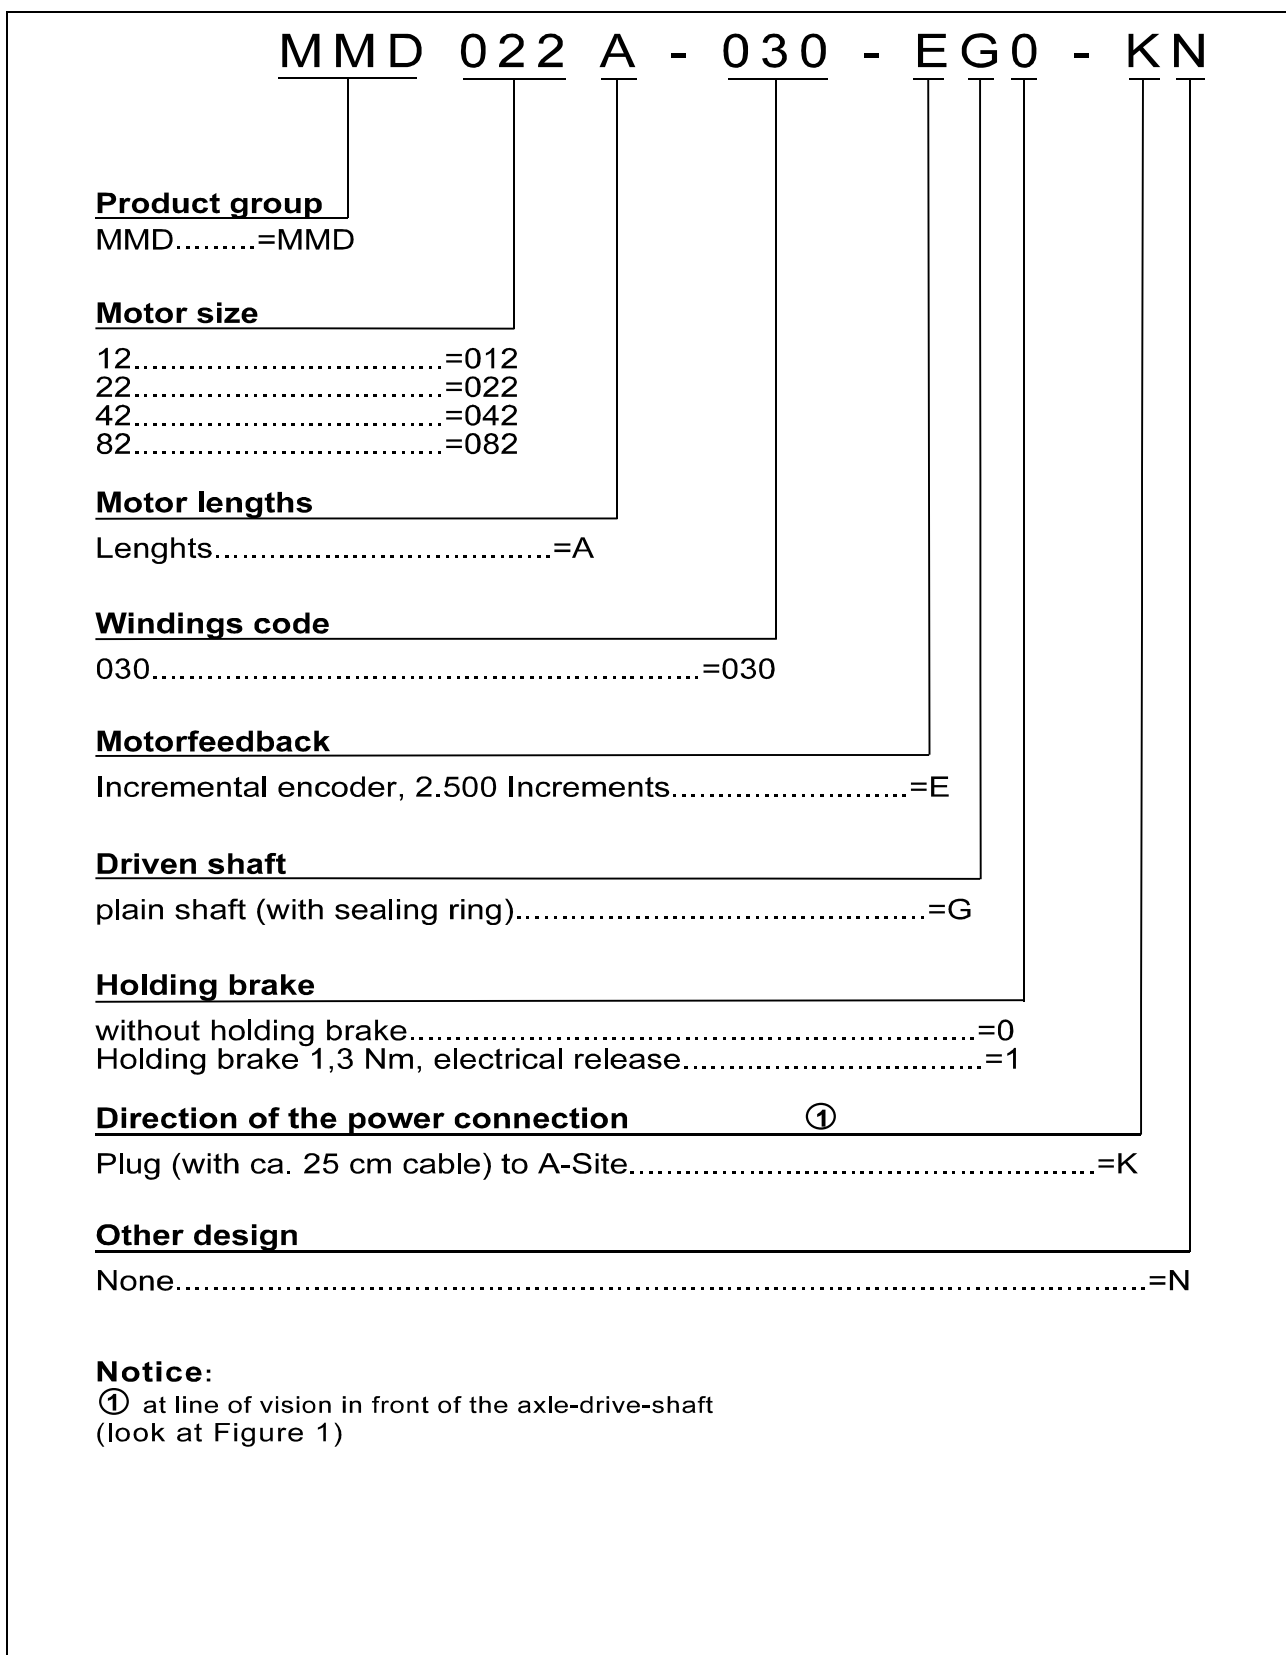 MMD 022 A - 030 - EG0 - KN
Product group
MMD.........=MMD
Motor size
12..................................=012
22..................................=022
42..................................=042
82..................................=082
Motor lengths
Lenghts.....................................=A
Windings code
030............................................................=030
Motorfeedback
Incremental encoder, 2.500 Increments..........................=E
Driven shaft
plain shaft (with sealing ring).............................................=G
Holding brake
without holding brake..............................................................=0
Holding brake 1,3 Nm, electrical release.................................=1
Direction of the power connection ①
Plug (with ca. 25 cm cable) to A-Site...................................................=K
Other design
None..........................................................................................................=N
Notice:
① at line of vision in front of the axle-drive-shaft
(look at Figure 1)